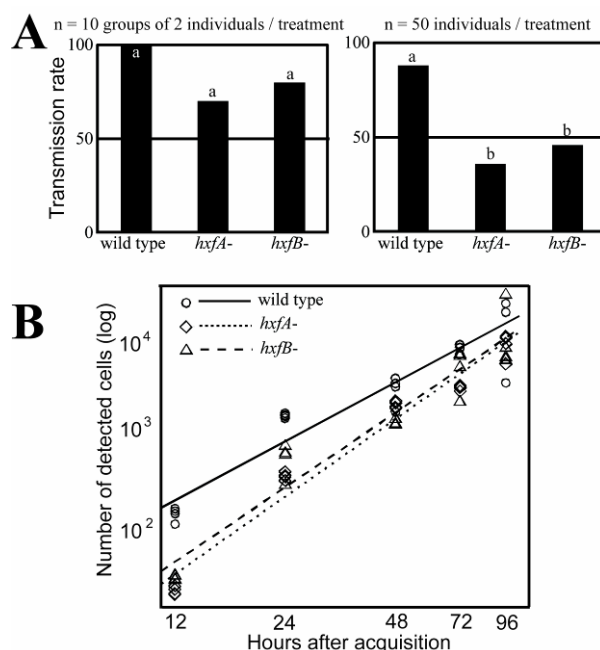 A
n = 10 groups of 2 individuals / treatment
n = 50 individuals / treatment
Transmission rate
100
50
0
a
a
a
wild type
hxfA-
hxfB-
100
50
0
a
b
b
wild type
hxfA-
hxfB-
B
Number of detected cells (log)
10^4
10^3
10^2
wild type
hxfA-
hxfB-
12
24
48
72
96
Hours after acquisition